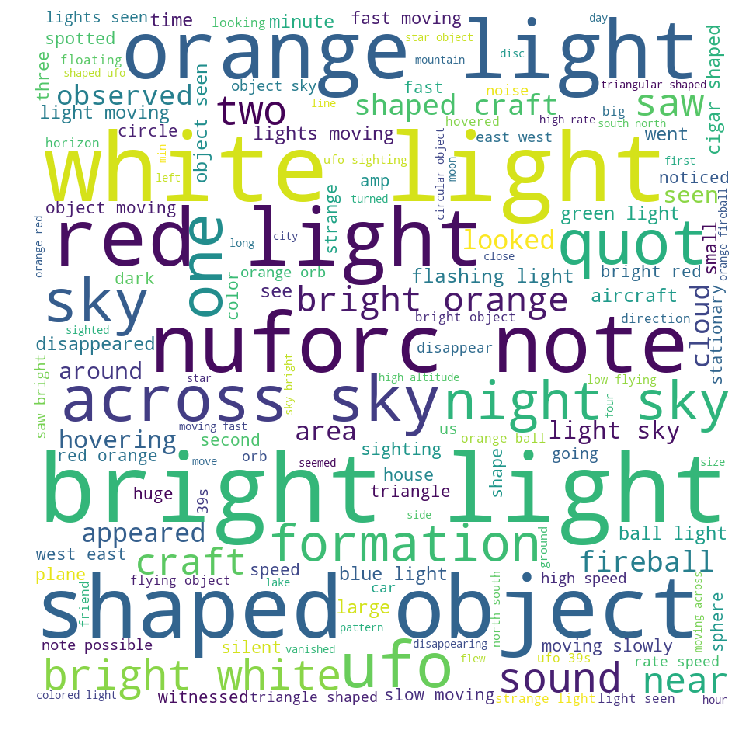 lights seen time looking minute fast moving star object day
spotted orange light mountain disc cigar shaped
three floating shaped ufo object sky fast noise triangular shaped
observed object seen two line shaped craft hovered big high rate saw
light moving circle lights moving circular object east west south north went
horizon white light ufo sighting first
min left strange amp turned moon seen noticed
object moving green light small
orange red red light looked quot orange fireball
one long city close
dark color orange orb flashing light bright red
sky see bright orange aircraft
sighted nuforc note bright object direction cloud stationary
disappeared disappear
around star high altitude low flying
saw bright across sky sky bright night sky four
hovering moving fast area us orange ball light sky
red orange second orb sighting going
move seemed house shape size
huge 39s triangle
bright light
side
appeared formation ground ball light
west east craft fireball
plane speed blue light high speed
friend flying object lake car north south moving across sphere
shaped object large
pattern
note possible silent vanished disappearing moving slowly
bright white ufo flew ufo 39s rate speed
sound near
colored light witnessed triangle shaped slow moving strange light light seen hour